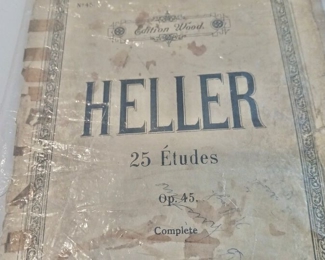 Edition Wood.
HELLER
25 Études
Op. 45.
Complete